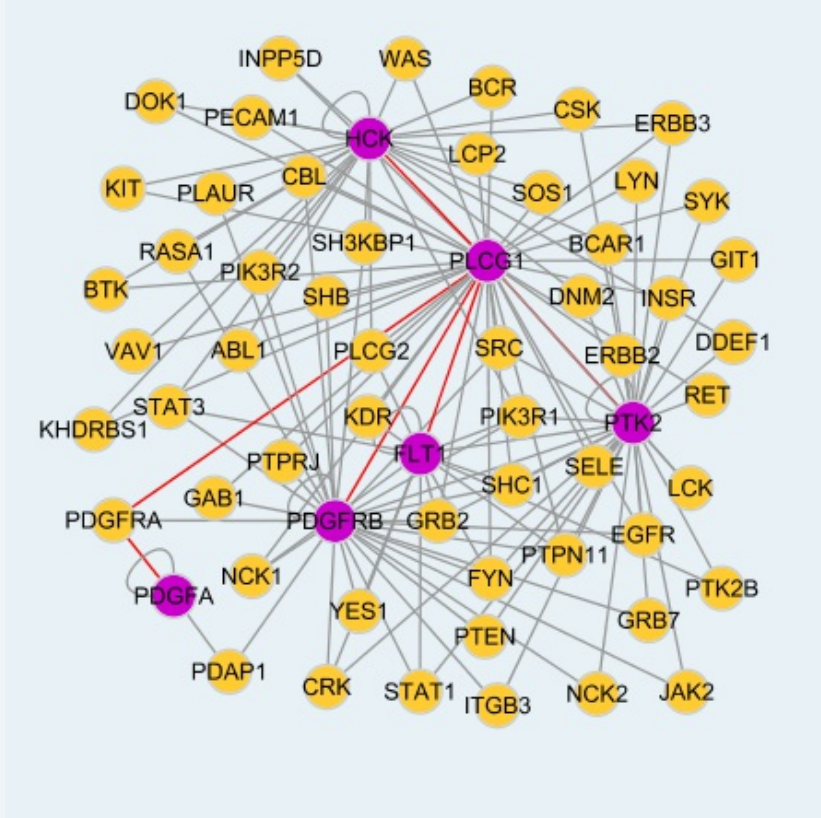 INPP5D
WAS
BCR
DOK1
PECAM1
CSK
ERBB3
HCK
LCP2
CBL
KIT
PLAUR
SOS1
LYN
SYK
RASA1
SH3KBP1
BCAR1
PLCG1
GIT1
PIK3R2
BTK
SHB
DNM2
INSR
VAV1
ABL1
PLCG2
SRC
ERBB2
DDEF1
RET
STAT3
KHDRBS1
KDR
PIK3R1
PTK2
FLT1
PTPRJ
SELE
SHC1
LCK
GAB1
PDGFRA
PDGFRB
GRB2
EGFR
PTPN11
NCK1
FYN
PTK2B
PDGFA
YES1
GRB7
PTEN
PDAP1
CRK
STAT1
ITGB3
NCK2
JAK2